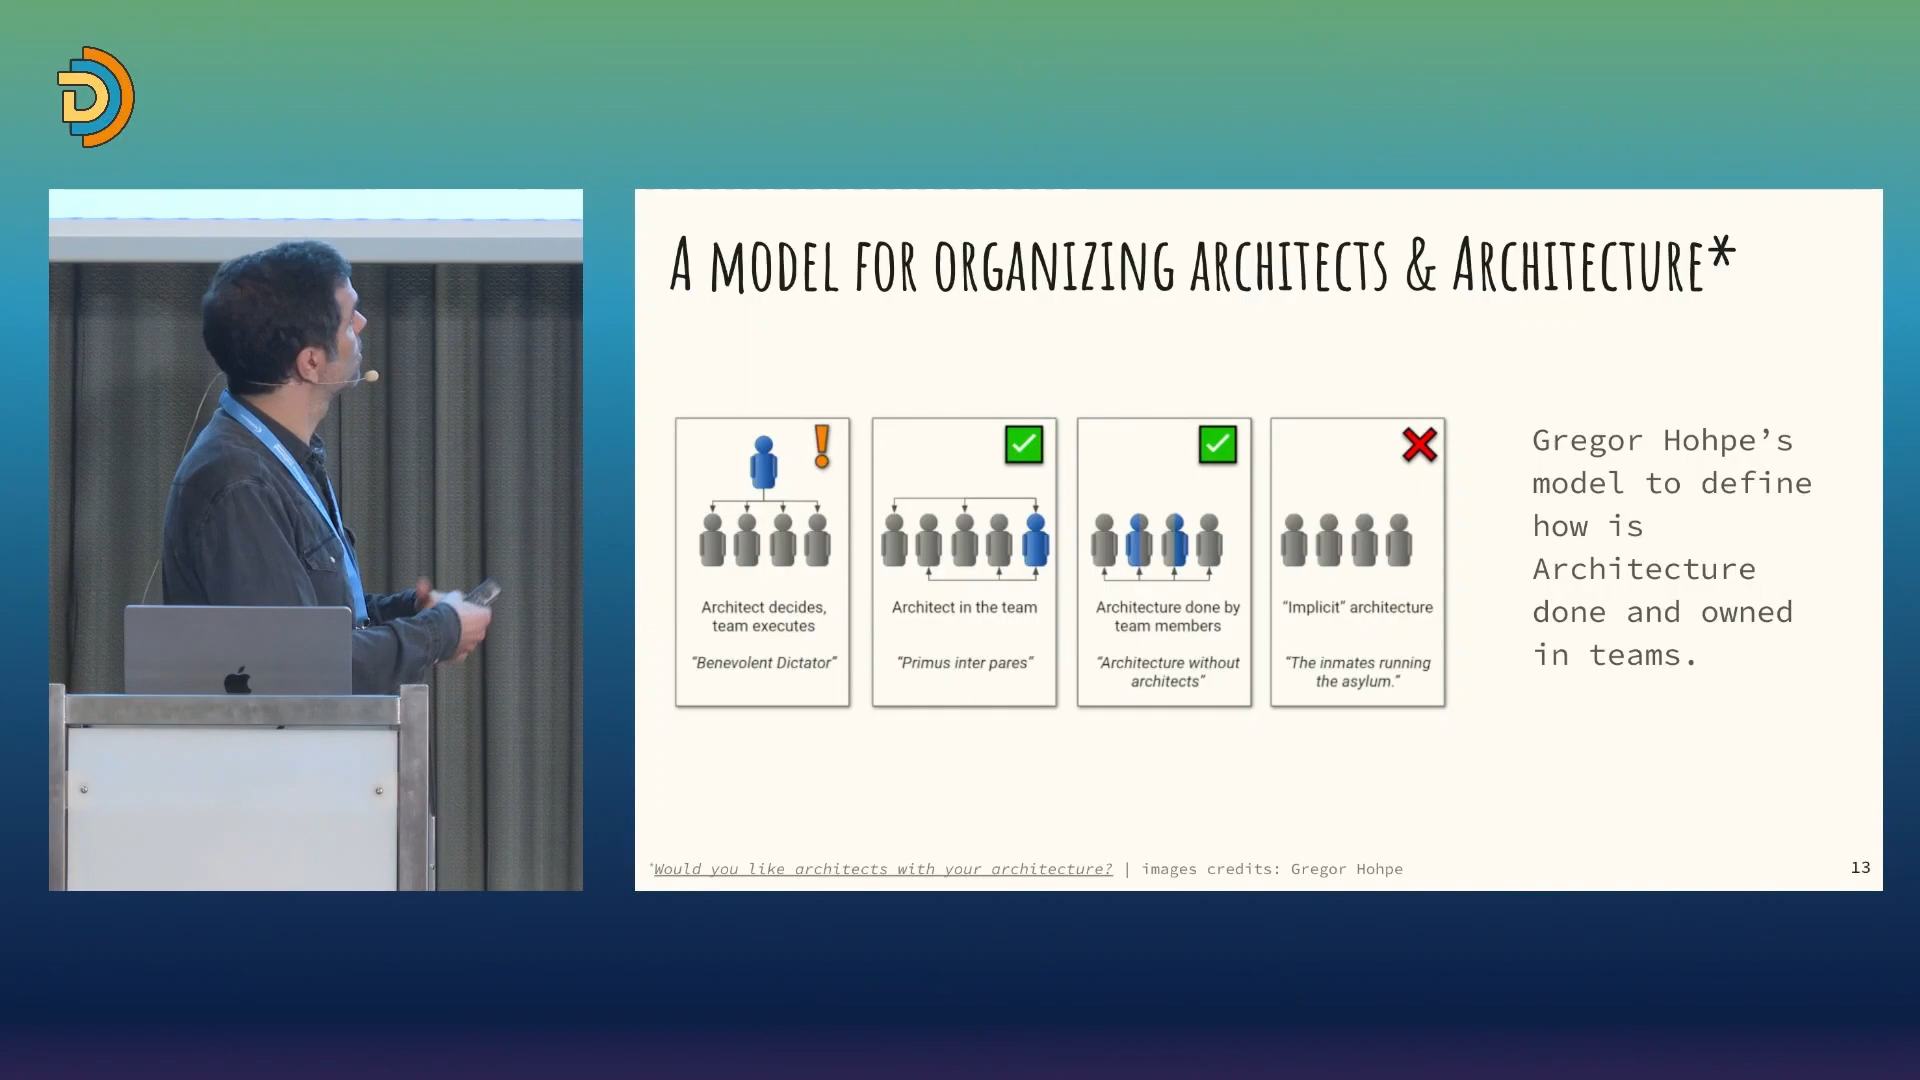 A model for organizing architects & Architecture*
Architect decides,
team executes
"Benevolent Dictator"
Architect in the team
"Primus inter pares"
Architecture done by
team members
"Architecture without
architects"
"Implicit" architecture
"The inmates running
the asylum."
Gregor Hohpe's
model to define
how is
Architecture
done and owned
in teams.
*Would you like architects with your architecture? | images credits: Gregor Hohpe
13